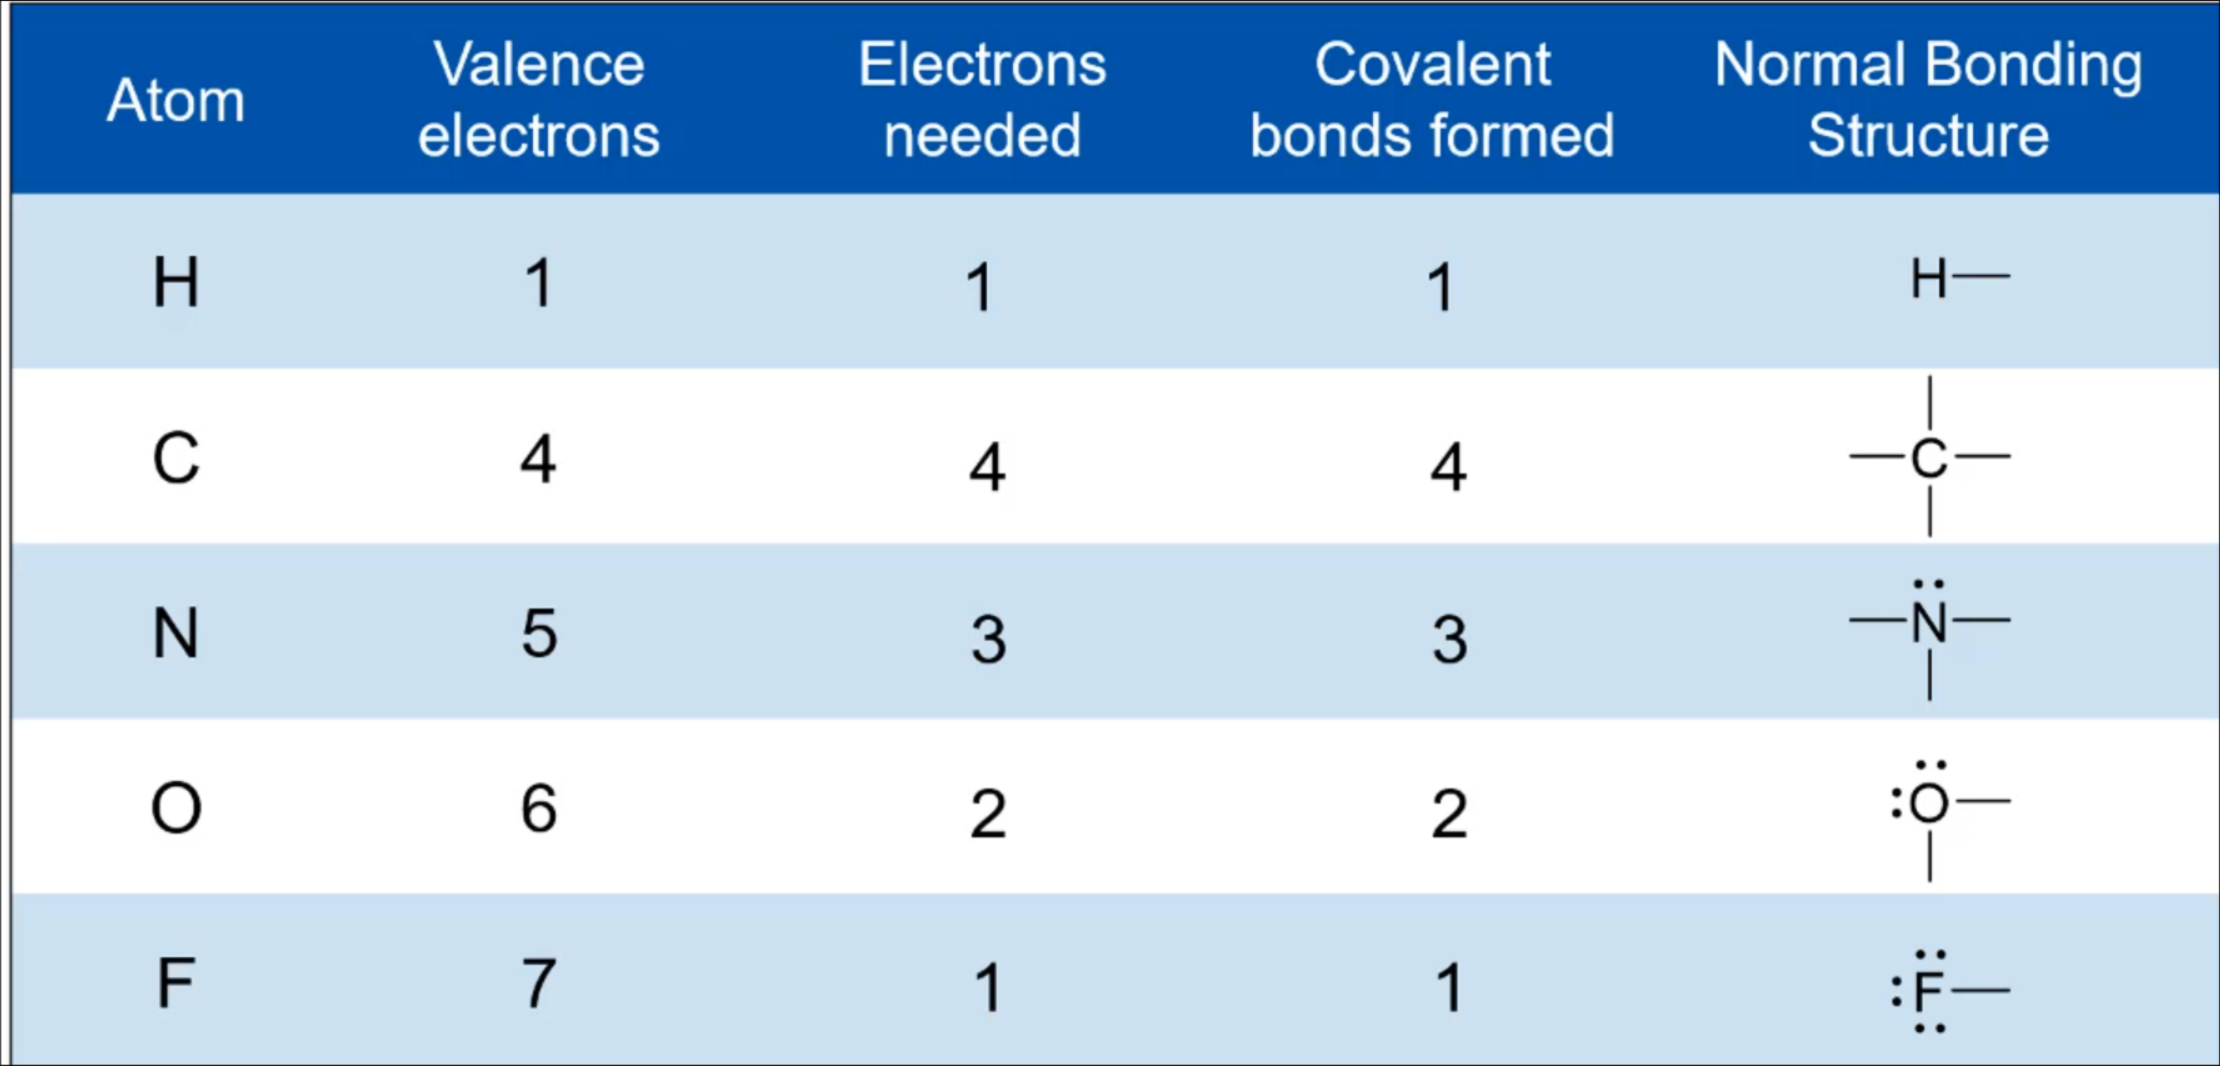 Atom
Valence
electrons
Electrons
needed
Covalent
bonds formed
Normal Bonding
Structure
H 1 1 1 H
C 4 4 4 C
N 5 3 3 N
O 6 2 2 O
F 7 1 1 F